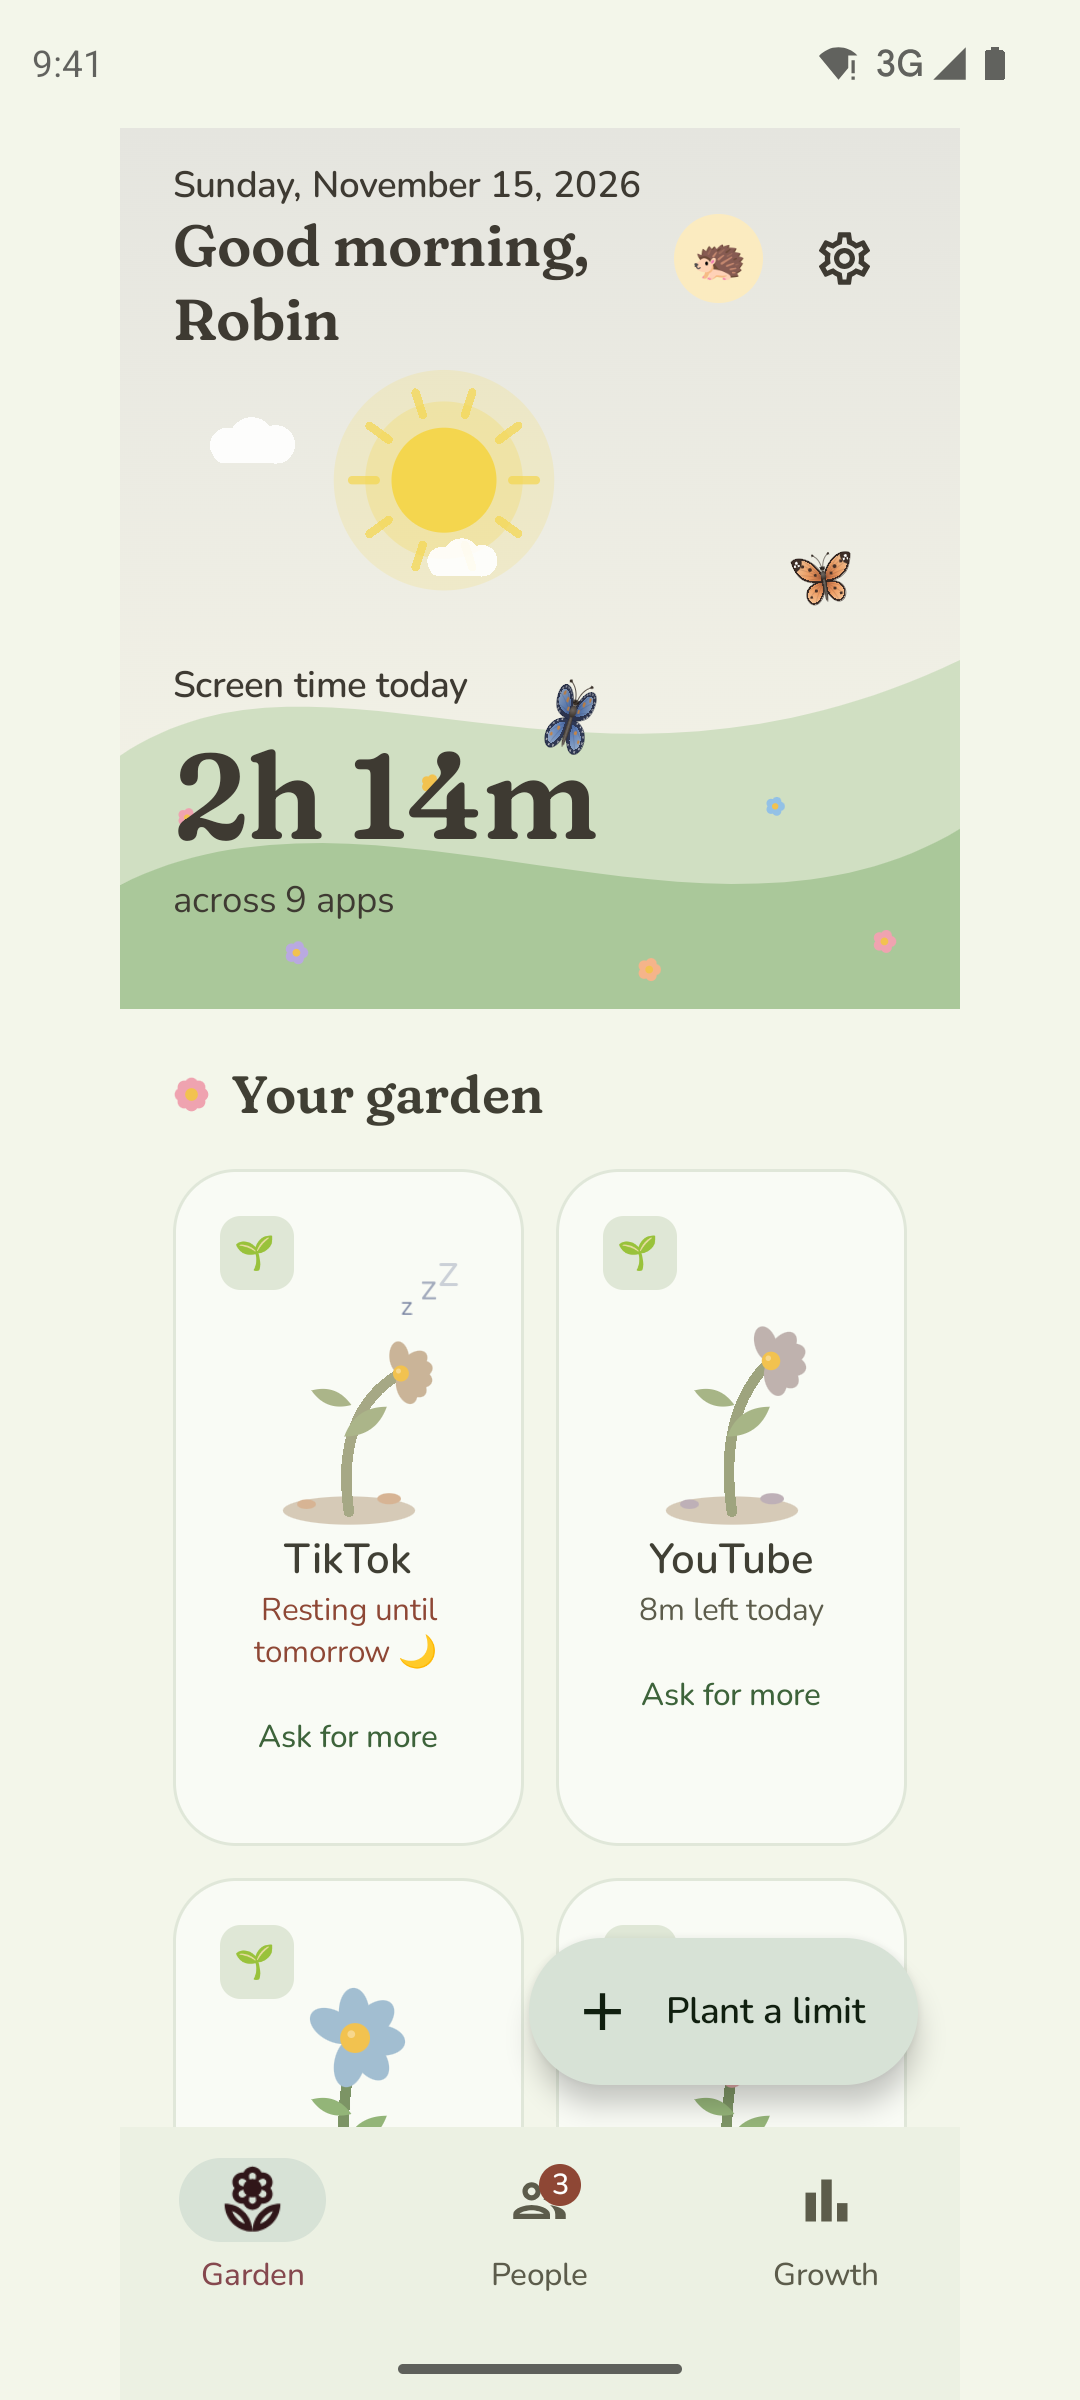 9:41
3G
Sunday, November 15, 2026
Good morning,
Robin
Screen time today
2h 14m
across 9 apps
Your garden
z z Z
TikTok
Resting until
tomorrow 🌙
Ask for more
YouTube
8m left today
Ask for more
Plant a limit
Garden
3
People
Growth